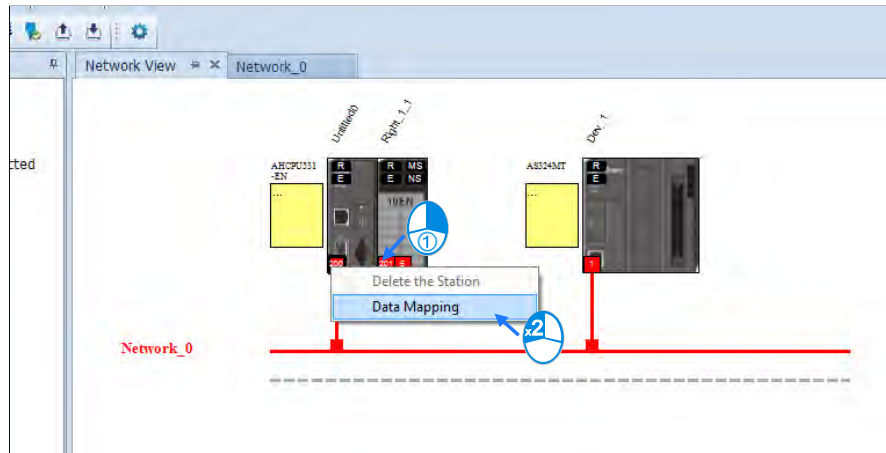 Network View
Network_0
cted
Untitled0
Right_1_1
Dev_1
AHCPU531
-EN
...
R
E
R MS
E NS
10EN
AS324MT
...
R
E
①
200
201 5
1
Delete the Station
Data Mapping
x2
Network_0